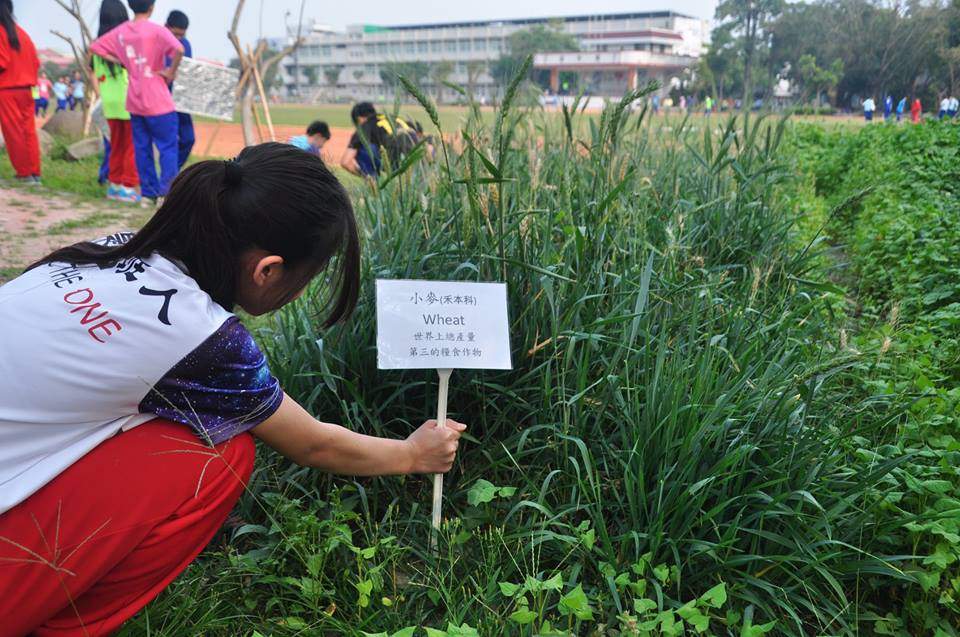 小麥(禾本科)
Wheat
世界上總產量
第三的糧食作物
THE ONE
人